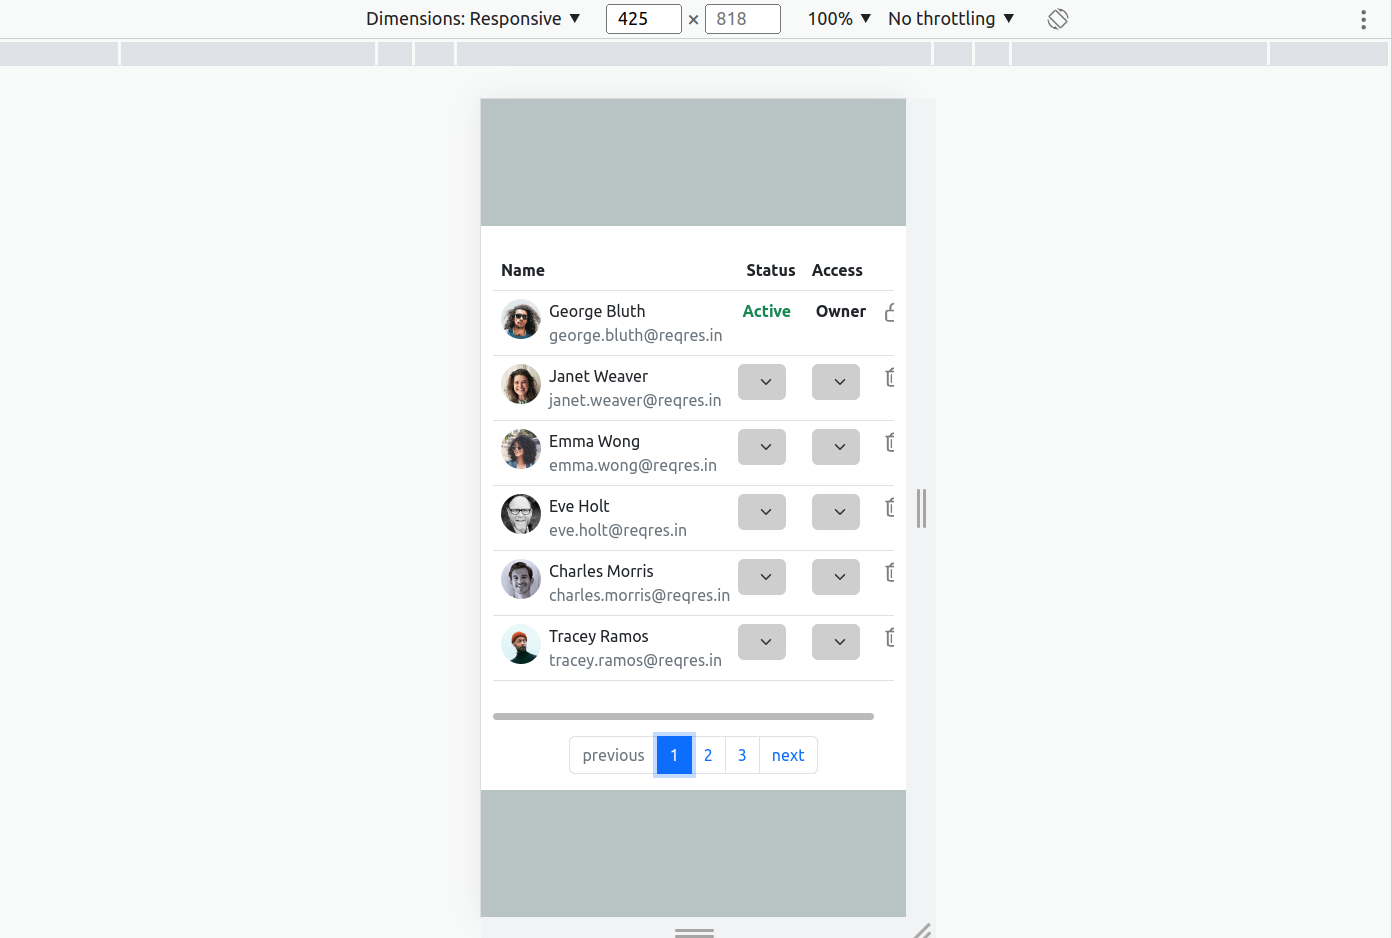 Dimensions: Responsive ▼ 425 × 818 100% ▼ No throttling ▼
Name Status Access
George Bluth Active Owner
george.bluth@reqres.in
Janet Weaver
janet.weaver@reqres.in
Emma Wong
emma.wong@reqres.in
Eve Holt
eve.holt@reqres.in
Charles Morris
charles.morris@reqres.in
Tracey Ramos
tracey.ramos@reqres.in
previous 1 2 3 next